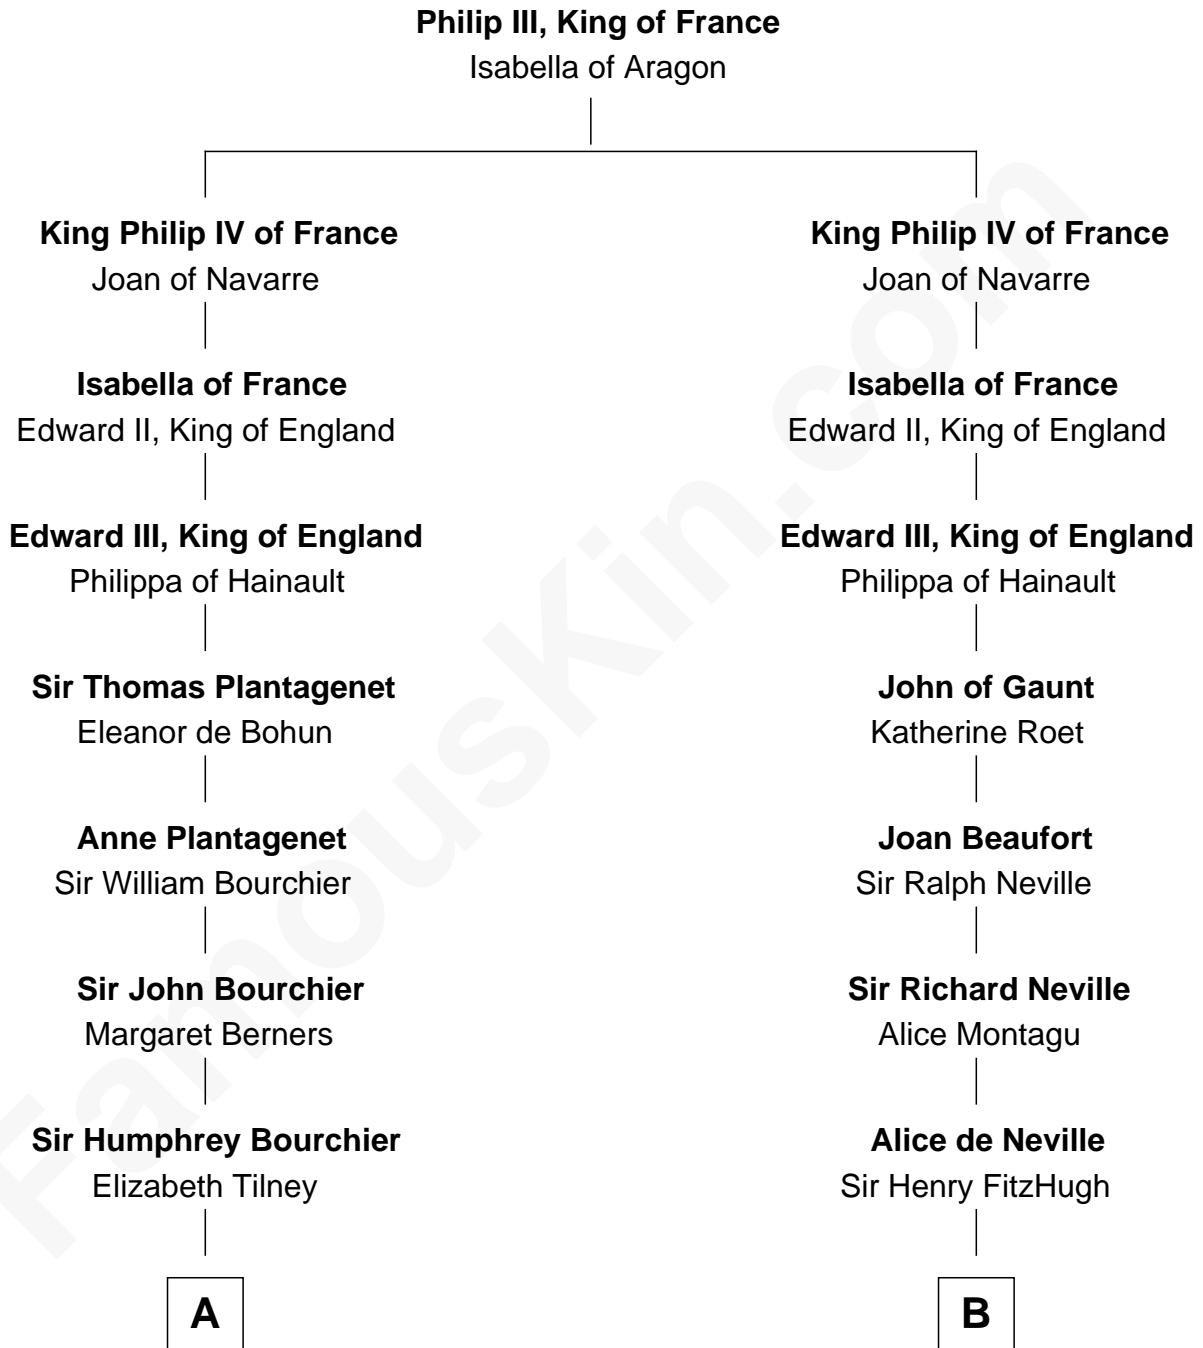 Philip III, King of France
Isabella of Aragon
King Philip IV of France
Joan of Navarre
Isabella of France
Edward II, King of England
Edward III, King of England
Philippa of Hainault
Sir Thomas Plantagenet
Eleanor de Bohun
Anne Plantagenet
Sir William Bourchier
Sir John Bourchier
Margaret Berners
Sir Humphrey Bourchier
Elizabeth Tilney
A
King Philip IV of France
Joan of Navarre
Isabella of France
Edward II, King of England
Edward III, King of England
Philippa of Hainault
John of Gaunt
Katherine Roet
Joan Beaufort
Sir Ralph Neville
Sir Richard Neville
Alice Montagu
Alice de Neville
Sir Henry FitzHugh
B
FamousKin.com